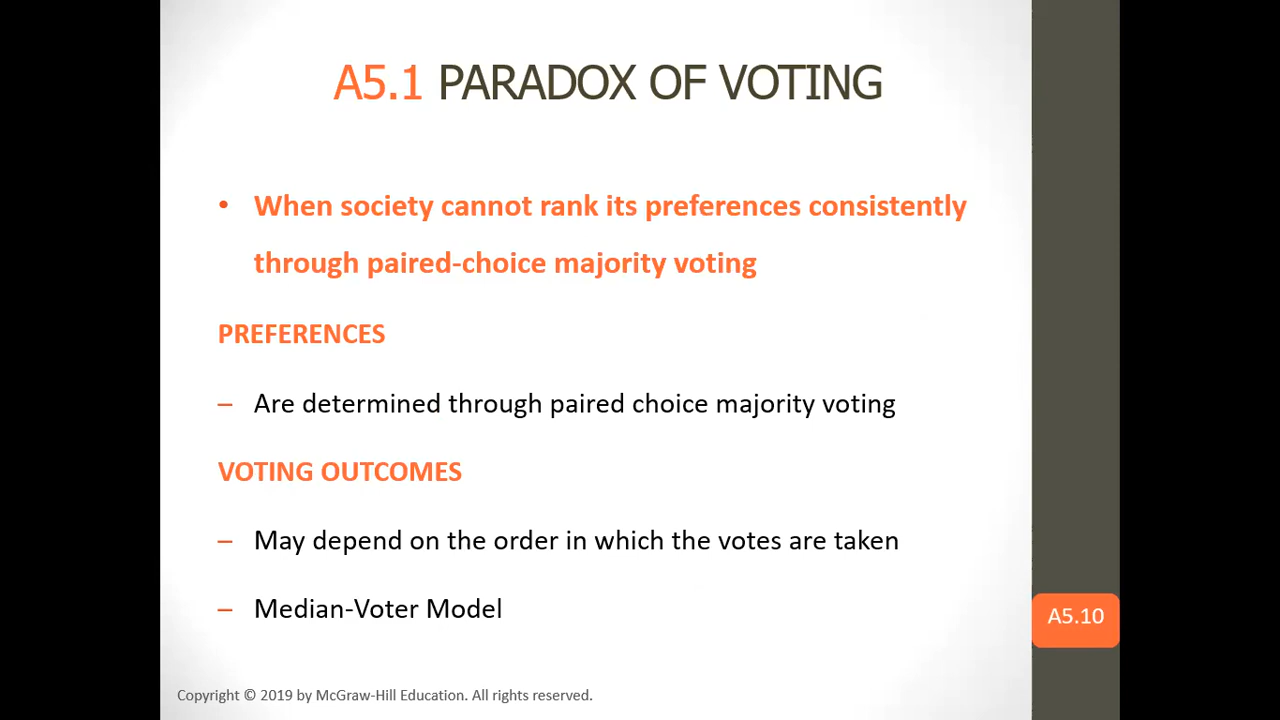 A5.1 PARADOX OF VOTING
• When society cannot rank its preferences consistently
through paired-choice majority voting
PREFERENCES
– Are determined through paired choice majority voting
VOTING OUTCOMES
– May depend on the order in which the votes are taken
– Median-Voter Model
A5.10
Copyright © 2019 by McGraw-Hill Education. All rights reserved.